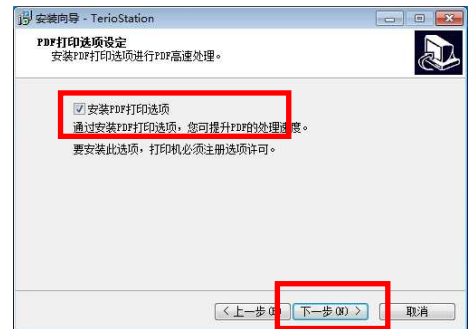 安装向导 - TerioStation
PDF打印选项设定
安装PDF打印选项进行PDF高速处理。
安装PDF打印选项
通过安装PDF打印选项，您可提升PDF的处理速度。
要安装此选项，打印机必须注册选项许可。
<上一步(B) 下一步(N) > 取消